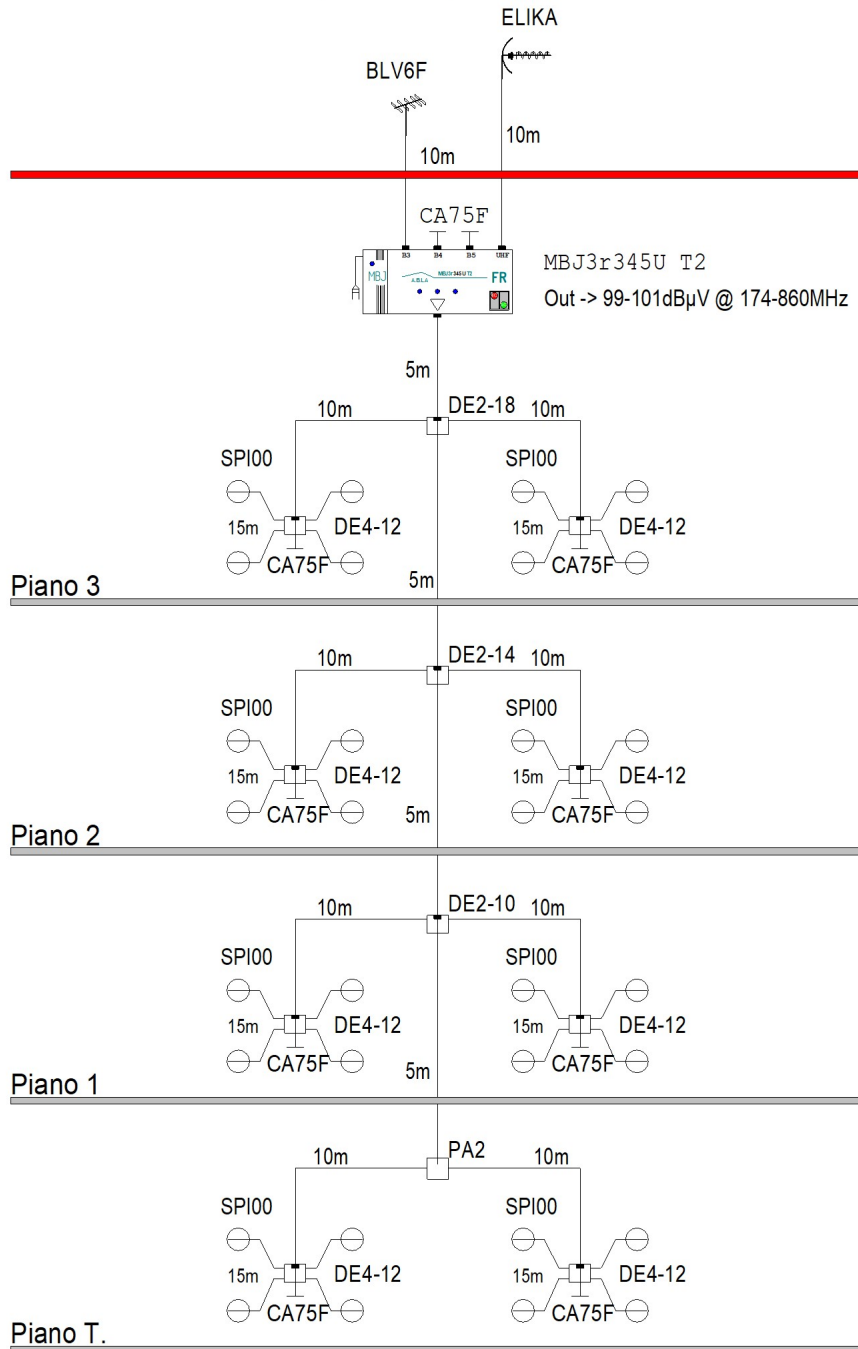 ELIKA
BLV6F
10m
10m
CA75F
B3 B4 B5 UHF
MBJ
A.B.L.A
MBJ3r345U T2
FR
MBJ3r345U T2
Out -> 99-101dBµV @ 174-860MHz
5m
10m DE2-18 10m
SPI00 SPI00
15m DE4-12 15m DE4-12
CA75F CA75F
Piano 3 5m
10m DE2-14 10m
SPI00 SPI00
15m DE4-12 15m DE4-12
CA75F CA75F
Piano 2 5m
10m DE2-10 10m
SPI00 SPI00
15m DE4-12 15m DE4-12
CA75F CA75F
Piano 1 5m
10m PA2 10m
SPI00 SPI00
15m DE4-12 15m DE4-12
CA75F CA75F
Piano T.